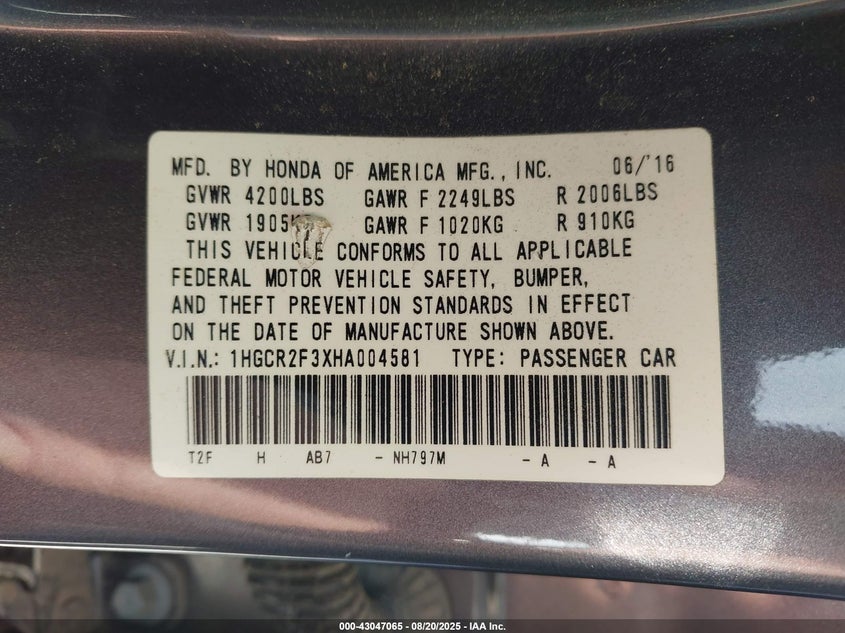 MFD. BY HONDA OF AMERICA MFG., INC. 06/'16
GVWR 4200LBS GAWR F 2249LBS R 2006LBS
GVWR 1905 GAWR F 1020KG R 910KG
THIS VEHICLE CONFORMS TO ALL APPLICABLE
FEDERAL MOTOR VEHICLE SAFETY, BUMPER,
AND THEFT PREVENTION STANDARDS IN EFFECT
ON THE DATE OF MANUFACTURE SHOWN ABOVE.
V.I.N.: 1HGCR2F3XHA004581 TYPE: PASSENGER CAR
T2F H AB7 - NH797M - A - A
000-43047065 - 08/20/2025 - IAA Inc.